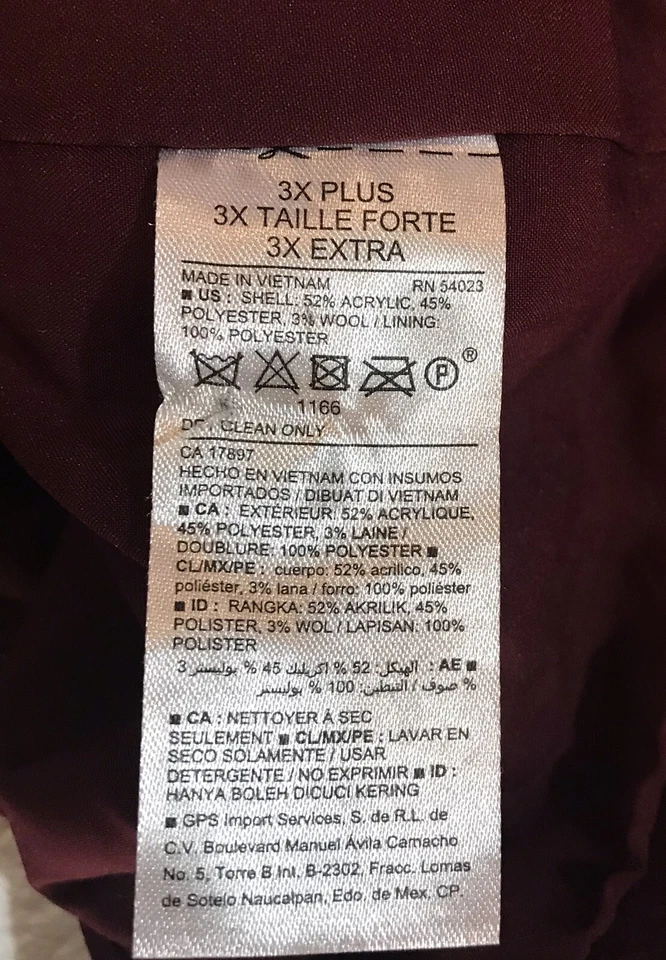 3X PLUS
3X TAILLE FORTE
3X EXTRA
MADE IN VIETNAM RN 54023
■ US : SHELL: 52% ACRYLIC, 45%
POLYESTER, 3% WOOL / LINING:
100% POLYESTER
P ®
1166
CLEAN ONLY
CA 17897
HECHO EN VIETNAM CON INSUMOS
IMPORTADOS / DIBUAT DI VIETNAM
■ CA : EXTÉRIEUR: 52% ACRYLIQUE,
45% POLYESTER, 3% LAINE /
DOUBLURE: 100% POLYESTER ■
CL/MX/PE : cuerpo: 52% acrílico, 45%
poliéster, 3% lana / forro: 100% poliéster
■ ID : RANGKA: 52% AKRILIK, 45%
POLISTER, 3% WOL / LAPISAN: 100%
POLISTER
■ AE : الهيكل: 52 % اكريليك 45 % بوليستر 3
% صوف / التبطين: 100 % بوليستر
■ CA : NETTOYER À SEC
SEULEMENT ■ CL/MX/PE : LAVAR EN
SECO SOLAMENTE / USAR
DETERGENTE / NO EXPRIMIR ■ ID :
HANYA BOLEH DICUCI KERING
■ GPS Import Services, S. de R.L. de
C.V. Boulevard Manuel Ávila Camacho
No. 5, Torre B Int. B-2302, Fracc. Lomas
de Sotelo Naucalpan, Edo. de Mex. CP.